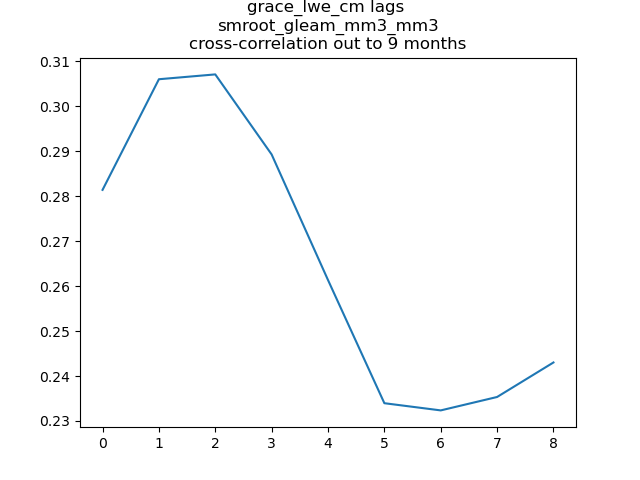 grace_lwe_cm lags
smroot_gleam_mm3_mm3
cross-correlation out to 9 months
0.31
0.30
0.29
0.28
0.27
0.26
0.25
0.24
0.23
0 1 2 3 4 5 6 7 8